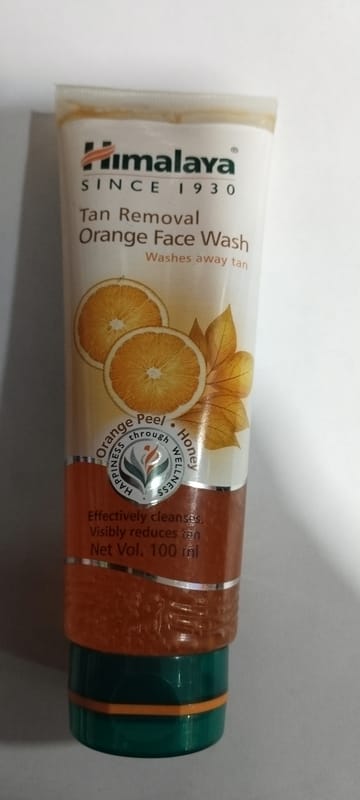 Himalaya®
SINCE 1930
Tan Removal
Orange Face Wash
Washes away tan
Orange Peel • Honey
• HAPPINESS through WELLNESS •
Effectively cleanses,
Visibly reduces tan
Net Vol. 100 ml